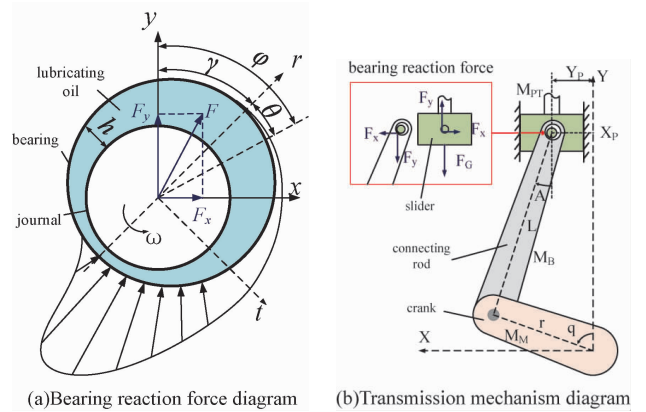 y
φ
r
γ
lubricating
oil
F_y
F
θ
h
bearing
x
journal
F_x
ω
t
(a)Bearing reaction force diagram
bearing reaction force
Y_P
Y
M_PT
F_y
F_x
F_x
X_P
F_y
F_G
slider
A
L
connecting
rod
M_B
crank
r
q
X
M_M
(b)Transmission mechanism diagram